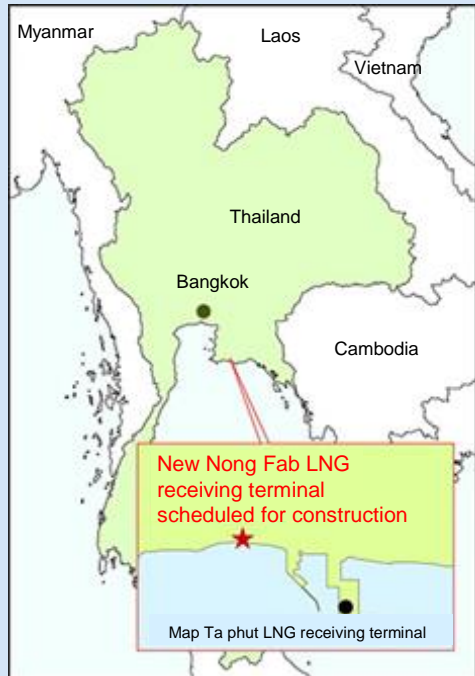 Myanmar
Laos
Vietnam
Thailand
Bangkok
Cambodia
New Nong Fab LNG
receiving terminal
scheduled for construction
Map Ta phut LNG receiving terminal